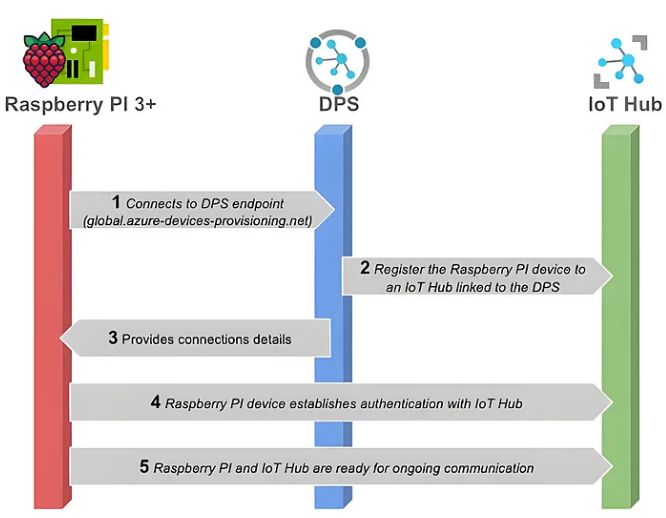 Raspberry PI 3+
DPS
IoT Hub
1 Connects to DPS endpoint
(global.azure-devices-provisioning.net)
2 Register the Raspberry PI device to
an IoT Hub linked to the DPS
3 Provides connections details
4 Raspberry PI device establishes authentication with IoT Hub
5 Raspberry PI and IoT Hub are ready for ongoing communication